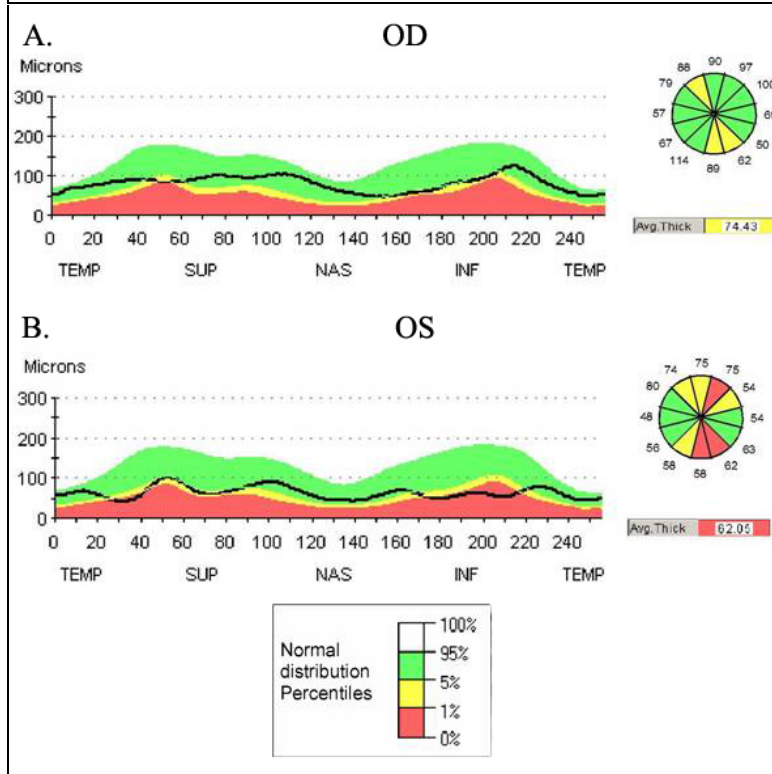 A. OD
Microns
300
200
100
0
0 20 40 60 80 100 120 140 160 180 200 220 240
TEMP SUP NAS INF TEMP
90
88 97
79 100
57
67 50
114 62
89
Avg.Thick 74.43
B. OS
Microns
300
200
100
0
0 20 40 60 80 100 120 140 160 180 200 220 240
TEMP SUP NAS INF TEMP
75
74 75
80 54
48 54
56 63
58 62
58
Avg.Thick 62.05
Normal
distribution
Percentiles
100%
95%
5%
1%
0%